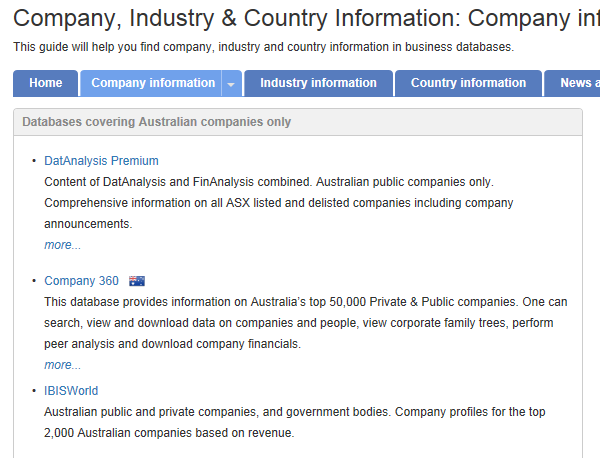 Company, Industry & Country Information: Company inf
This guide will help you find company, industry and country information in business databases.
Home Company information Industry information Country information News a
Databases covering Australian companies only
• DatAnalysis Premium
Content of DatAnalysis and FinAnalysis combined. Australian public companies only.
Comprehensive information on all ASX listed and delisted companies including company
announcements.
more...
• Company 360
This database provides information on Australia's top 50,000 Private & Public companies. One can
search, view and download data on companies and people, view corporate family trees, perform
peer analysis and download company financials.
more...
• IBISWorld
Australian public and private companies, and government bodies. Company profiles for the top
2,000 Australian companies based on revenue.